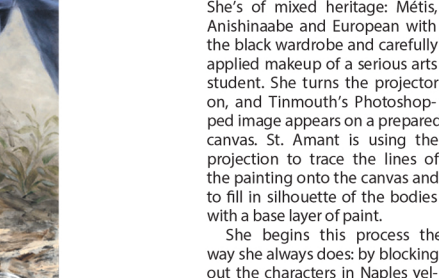 She's of mixed heritage: Métis,
Anishinaabe and European with
the black wardrobe and carefully
applied makeup of a serious arts
student. She turns the projector
on, and Tinmouth's Photoshop-
ped image appears on a prepared
canvas. St. Amant is using the
projection to trace the lines of
the painting onto the canvas and
to fill in silhouette of the bodies
with a base layer of paint.
She begins this process the
way she always does: by blocking
out the characters in Naples yel-